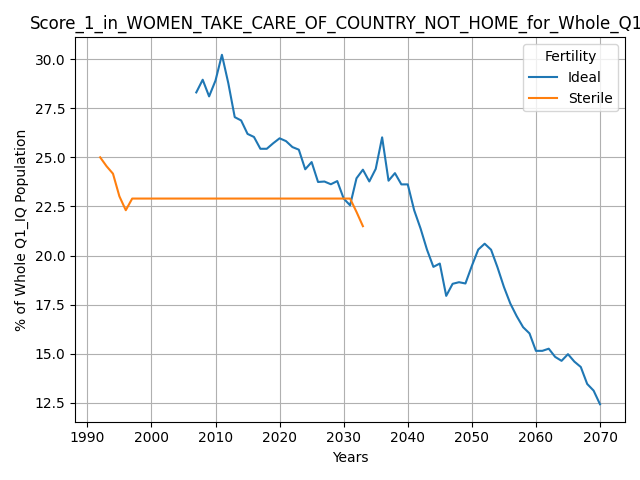 Score_1_in_WOMEN_TAKE_CARE_OF_COUNTRY_NOT_HOME_for_Whole_Q1
Fertility
Ideal
Sterile
% of Whole Q1_IQ Population
30.0
27.5
25.0
22.5
20.0
17.5
15.0
12.5
1990 2000 2010 2020 2030 2040 2050 2060 2070
Years